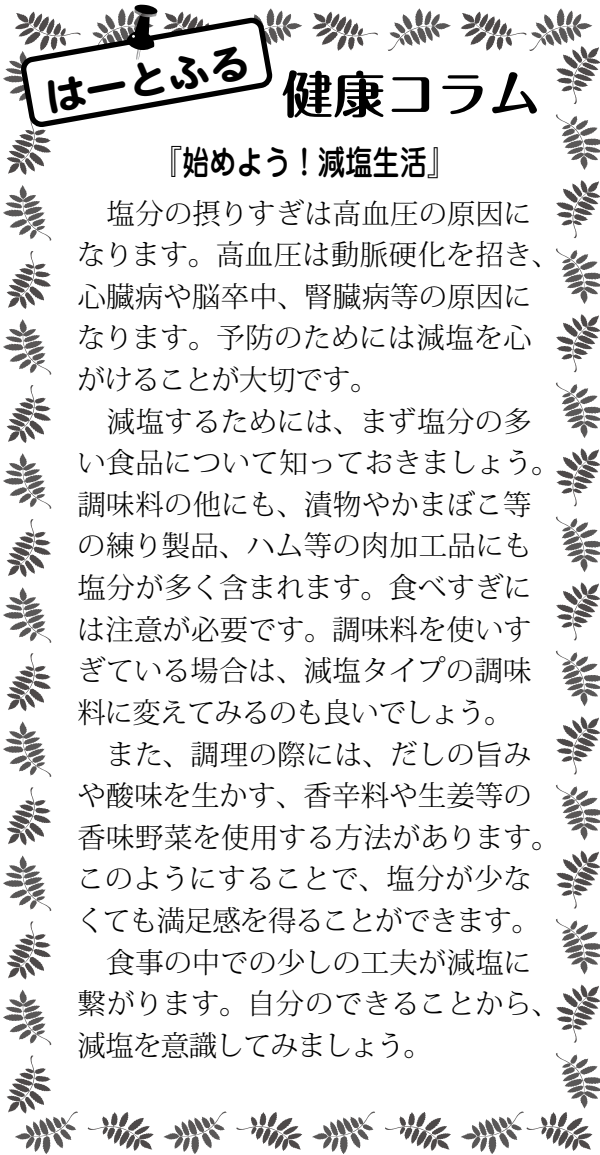 はーとふる
健康コラム
『始めよう！減塩生活』
　塩分の摂りすぎは高血圧の原因に
なります。高血圧は動脈硬化を招き、
心臓病や脳卒中、腎臓病等の原因に
なります。予防のためには減塩を心
がけることが大切です。
　減塩するためには、まず塩分の多
い食品について知っておきましょう。
調味料の他にも、漬物やかまぼこ等
の練り製品、ハム等の肉加工品にも
塩分が多く含まれます。食べすぎに
は注意が必要です。調味料を使いす
ぎている場合は、減塩タイプの調味
料に変えてみるのも良いでしょう。
　また、調理の際には、だしの旨み
や酸味を生かす、香辛料や生姜等の
香味野菜を使用する方法があります。
このようにすることで、塩分が少な
くても満足感を得ることができます。
　食事の中での少しの工夫が減塩に
繋がります。自分のできることから、
減塩を意識してみましょう。